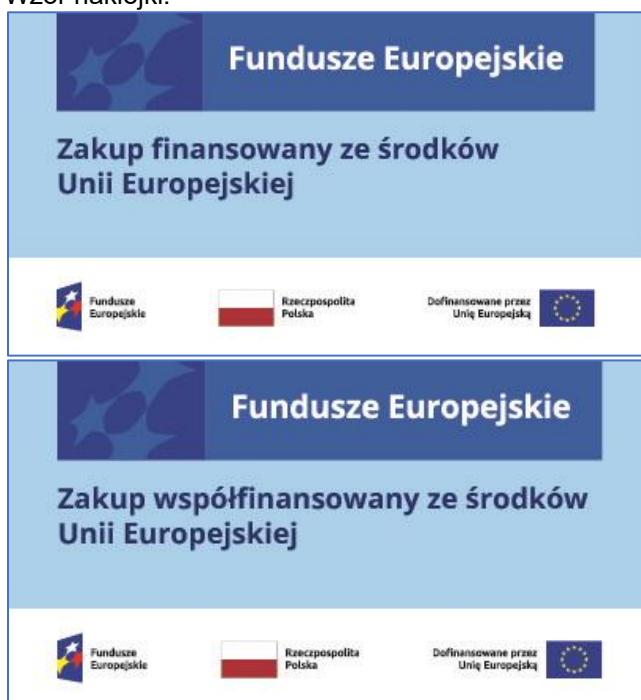 Wzór naklejki:
Fundusze Europejskie
Zakup finansowany ze środków
Unii Europejskiej
Fundusze
Europejskie
Rzeczpospolita
Polska
Dofinansowane przez
Unię Europejską
Fundusze Europejskie
Zakup współfinansowany ze środków
Unii Europejskiej
Fundusze
Europejskie
Rzeczpospolita
Polska
Dofinansowane przez
Unię Europejską